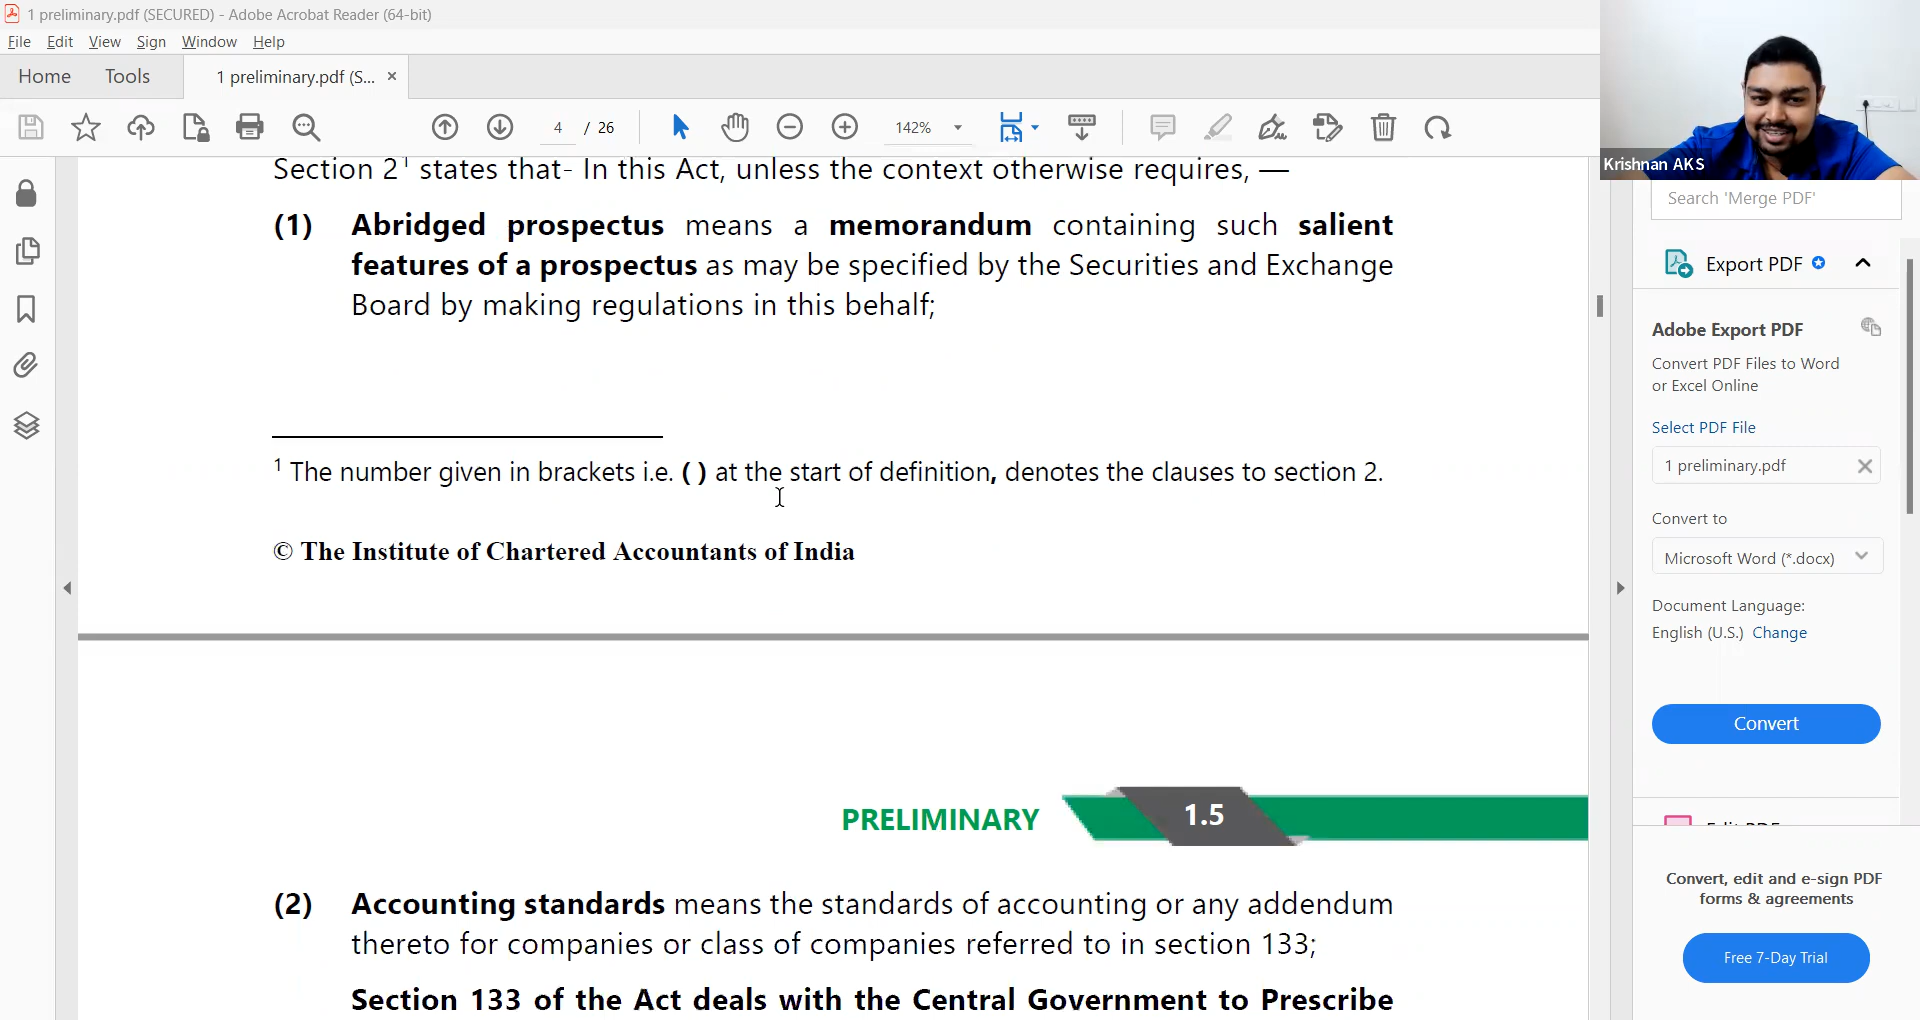 1 preliminary.pdf (SECURED) - Adobe Acrobat Reader (64-bit)
File Edit View Sign Window Help
Home Tools 1 preliminary.pdf (S... ×
4 / 26 142%
Krishnan AKS
Section 2¹ states that- In this Act, unless the context otherwise requires, —
(1) Abridged prospectus means a memorandum containing such salient
features of a prospectus as may be specified by the Securities and Exchange
Board by making regulations in this behalf;
¹ The number given in brackets i.e. ( ) at the start of definition, denotes the clauses to section 2.
© The Institute of Chartered Accountants of India
PRELIMINARY 1.5
(2) Accounting standards means the standards of accounting or any addendum
thereto for companies or class of companies referred to in section 133;
Section 133 of the Act deals with the Central Government to Prescribe
Search 'Merge PDF'
Export PDF
Adobe Export PDF
Convert PDF Files to Word
or Excel Online
Select PDF File
1 preliminary.pdf
Convert to
Microsoft Word (*.docx)
Document Language:
English (U.S.) Change
Convert
Edit PDF
Convert, edit and e-sign PDF
forms & agreements
Free 7-Day Trial